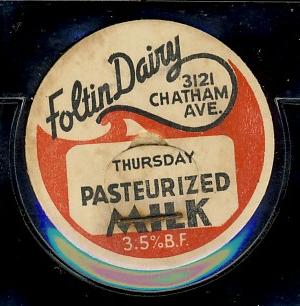 Foltin Dairy
3121
CHATHAM
AVE.
THURSDAY
PASTEURIZED
MILK
3.5% B.F.